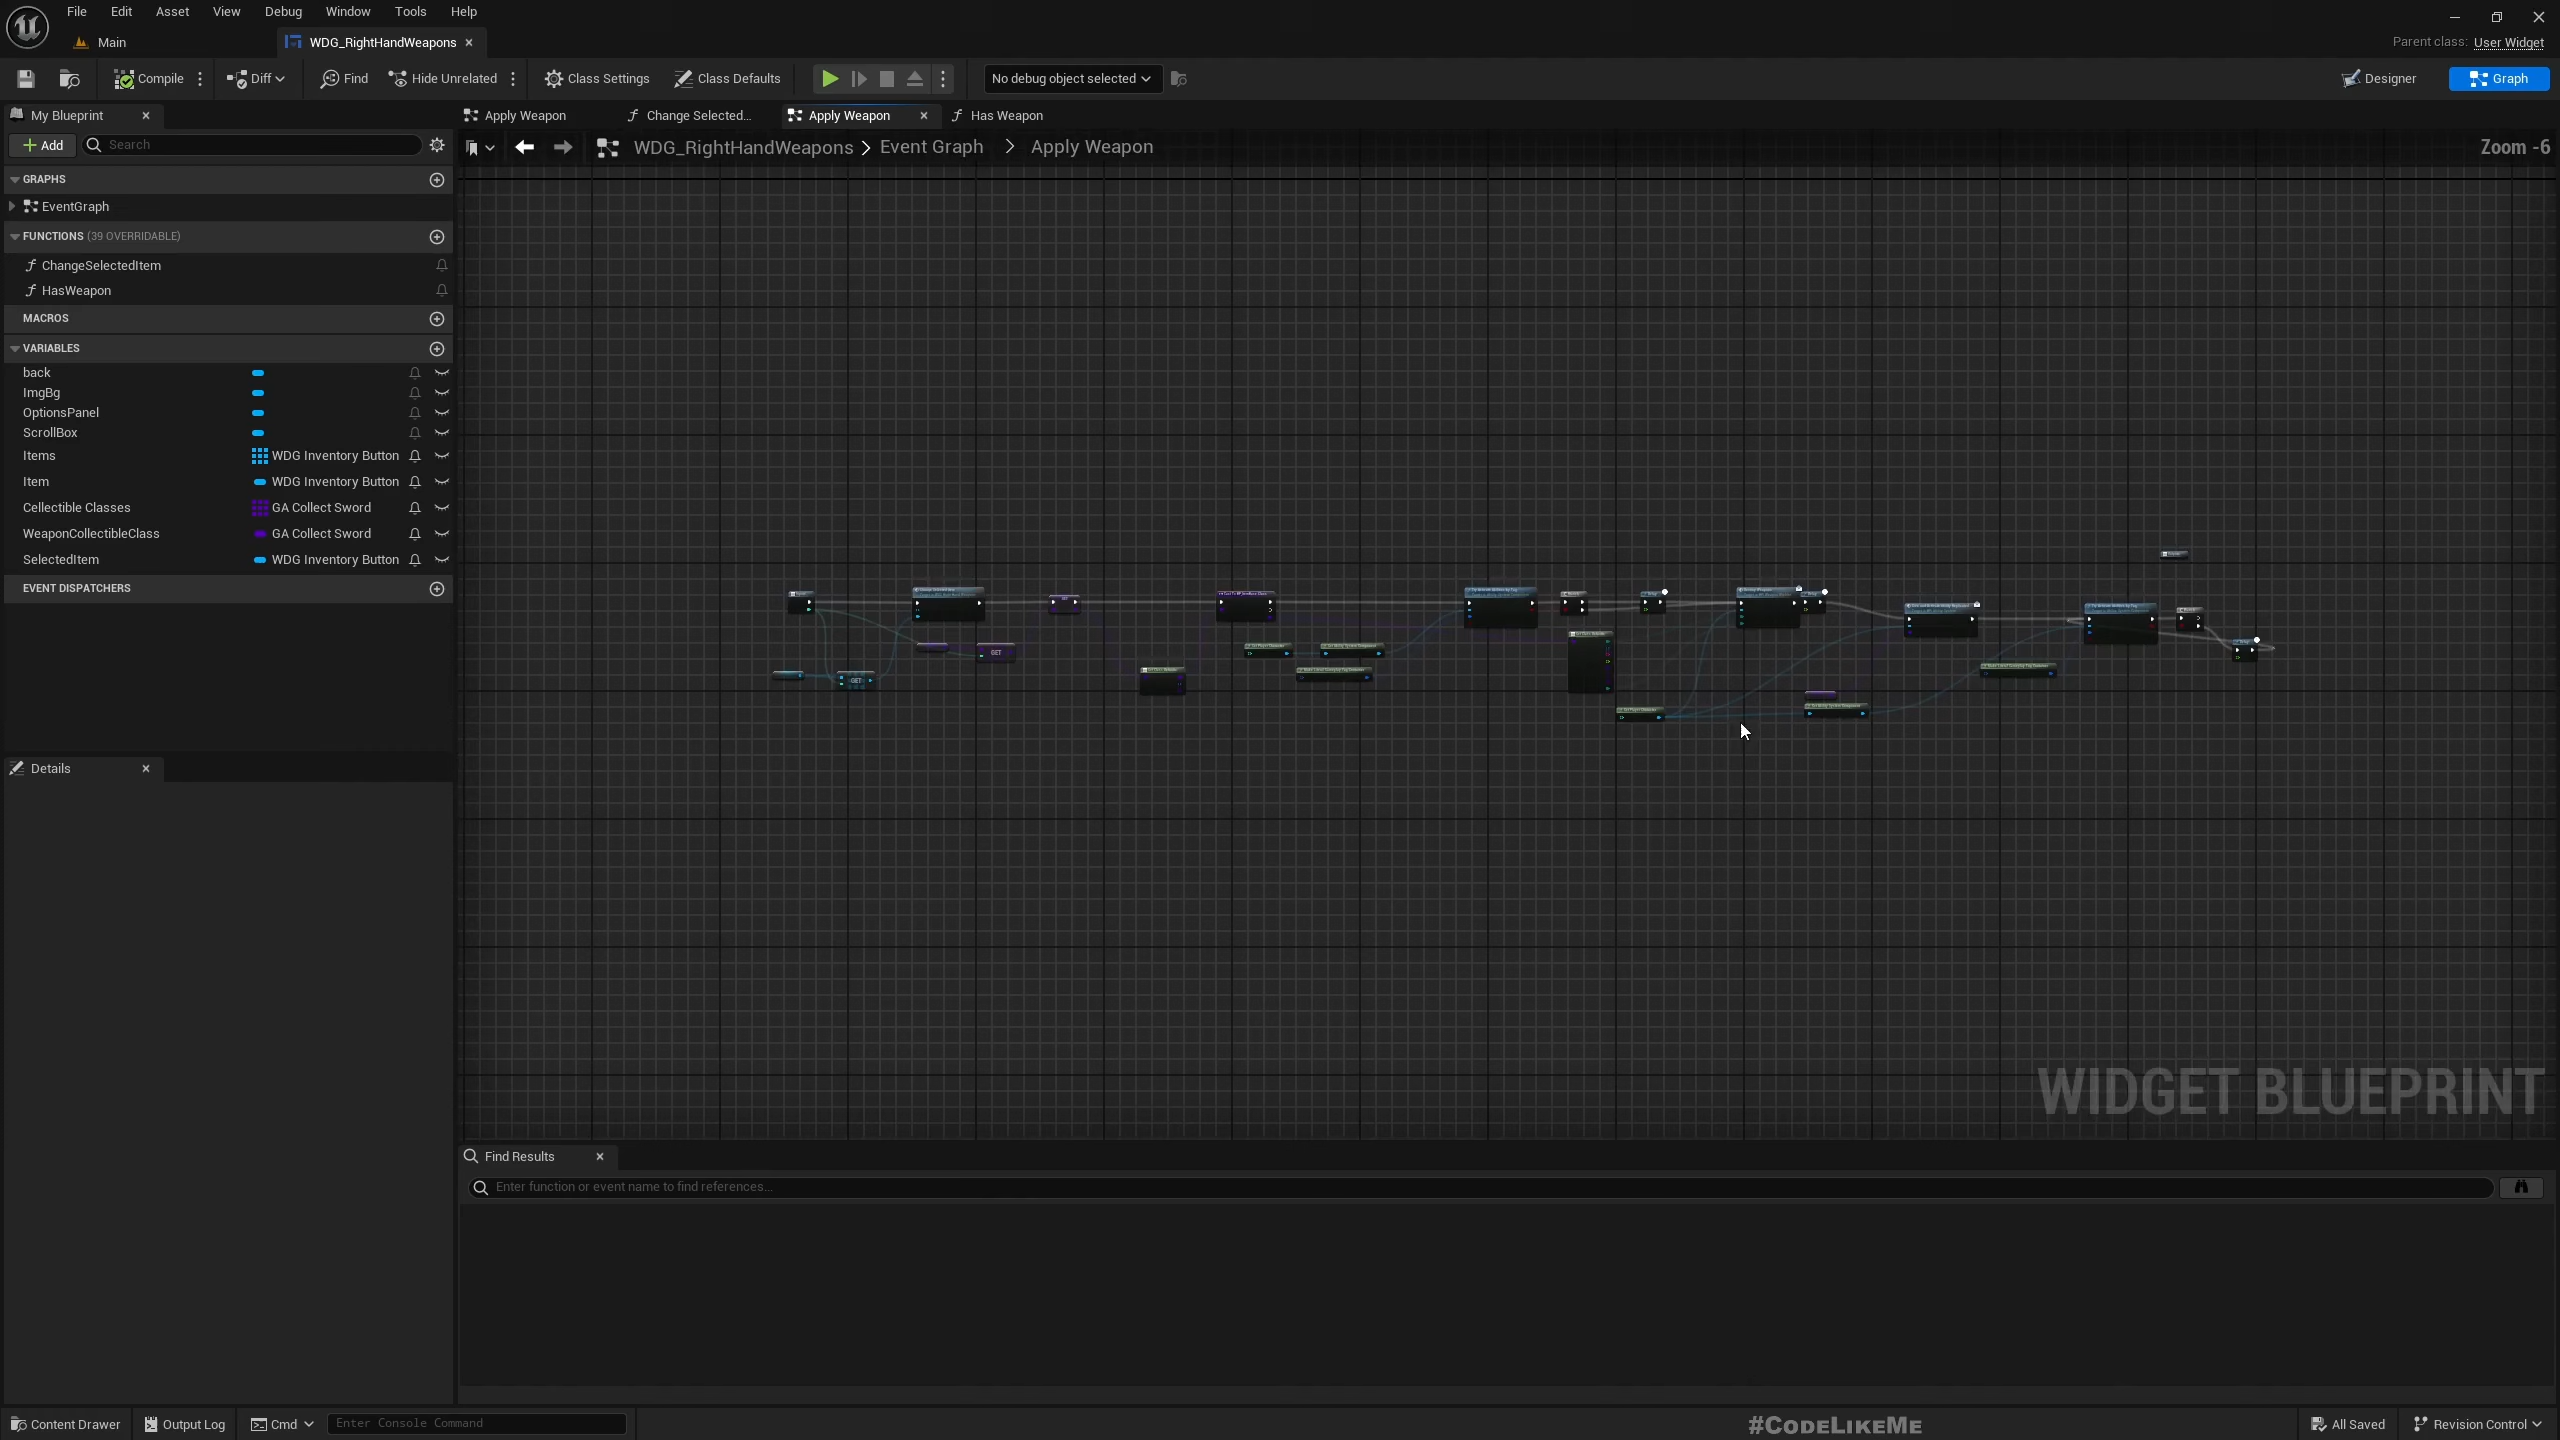 File Edit Asset View Debug Window Tools Help
Main
WDG_RightHandWeapons
Parent class: User Widget
Compile Diff Find Hide Unrelated Class Settings Class Defaults No debug object selected Designer Graph
My Blueprint
Apply Weapon Change Selected... Apply Weapon Has Weapon
Add Search
WDG_RightHandWeapons > Event Graph > Apply Weapon
Zoom -6
GRAPHS
EventGraph
FUNCTIONS (39 OVERRIDABLE)
ChangeSelectedItem
HasWeapon
MACROS
VARIABLES
back
ImgBg
OptionsPanel
ScrollBox
Items WDG Inventory Button
Item WDG Inventory Button
Cellectible Classes GA Collect Sword
WeaponCollectibleClass GA Collect Sword
SelectedItem WDG Inventory Button
EVENT DISPATCHERS
GET
GET
Details
WIDGET BLUEPRINT
Find Results
Enter function or event name to find references...
Content Drawer Output Log Cmd Enter Console Command
#CodeLikeMe
All Saved Revision Control